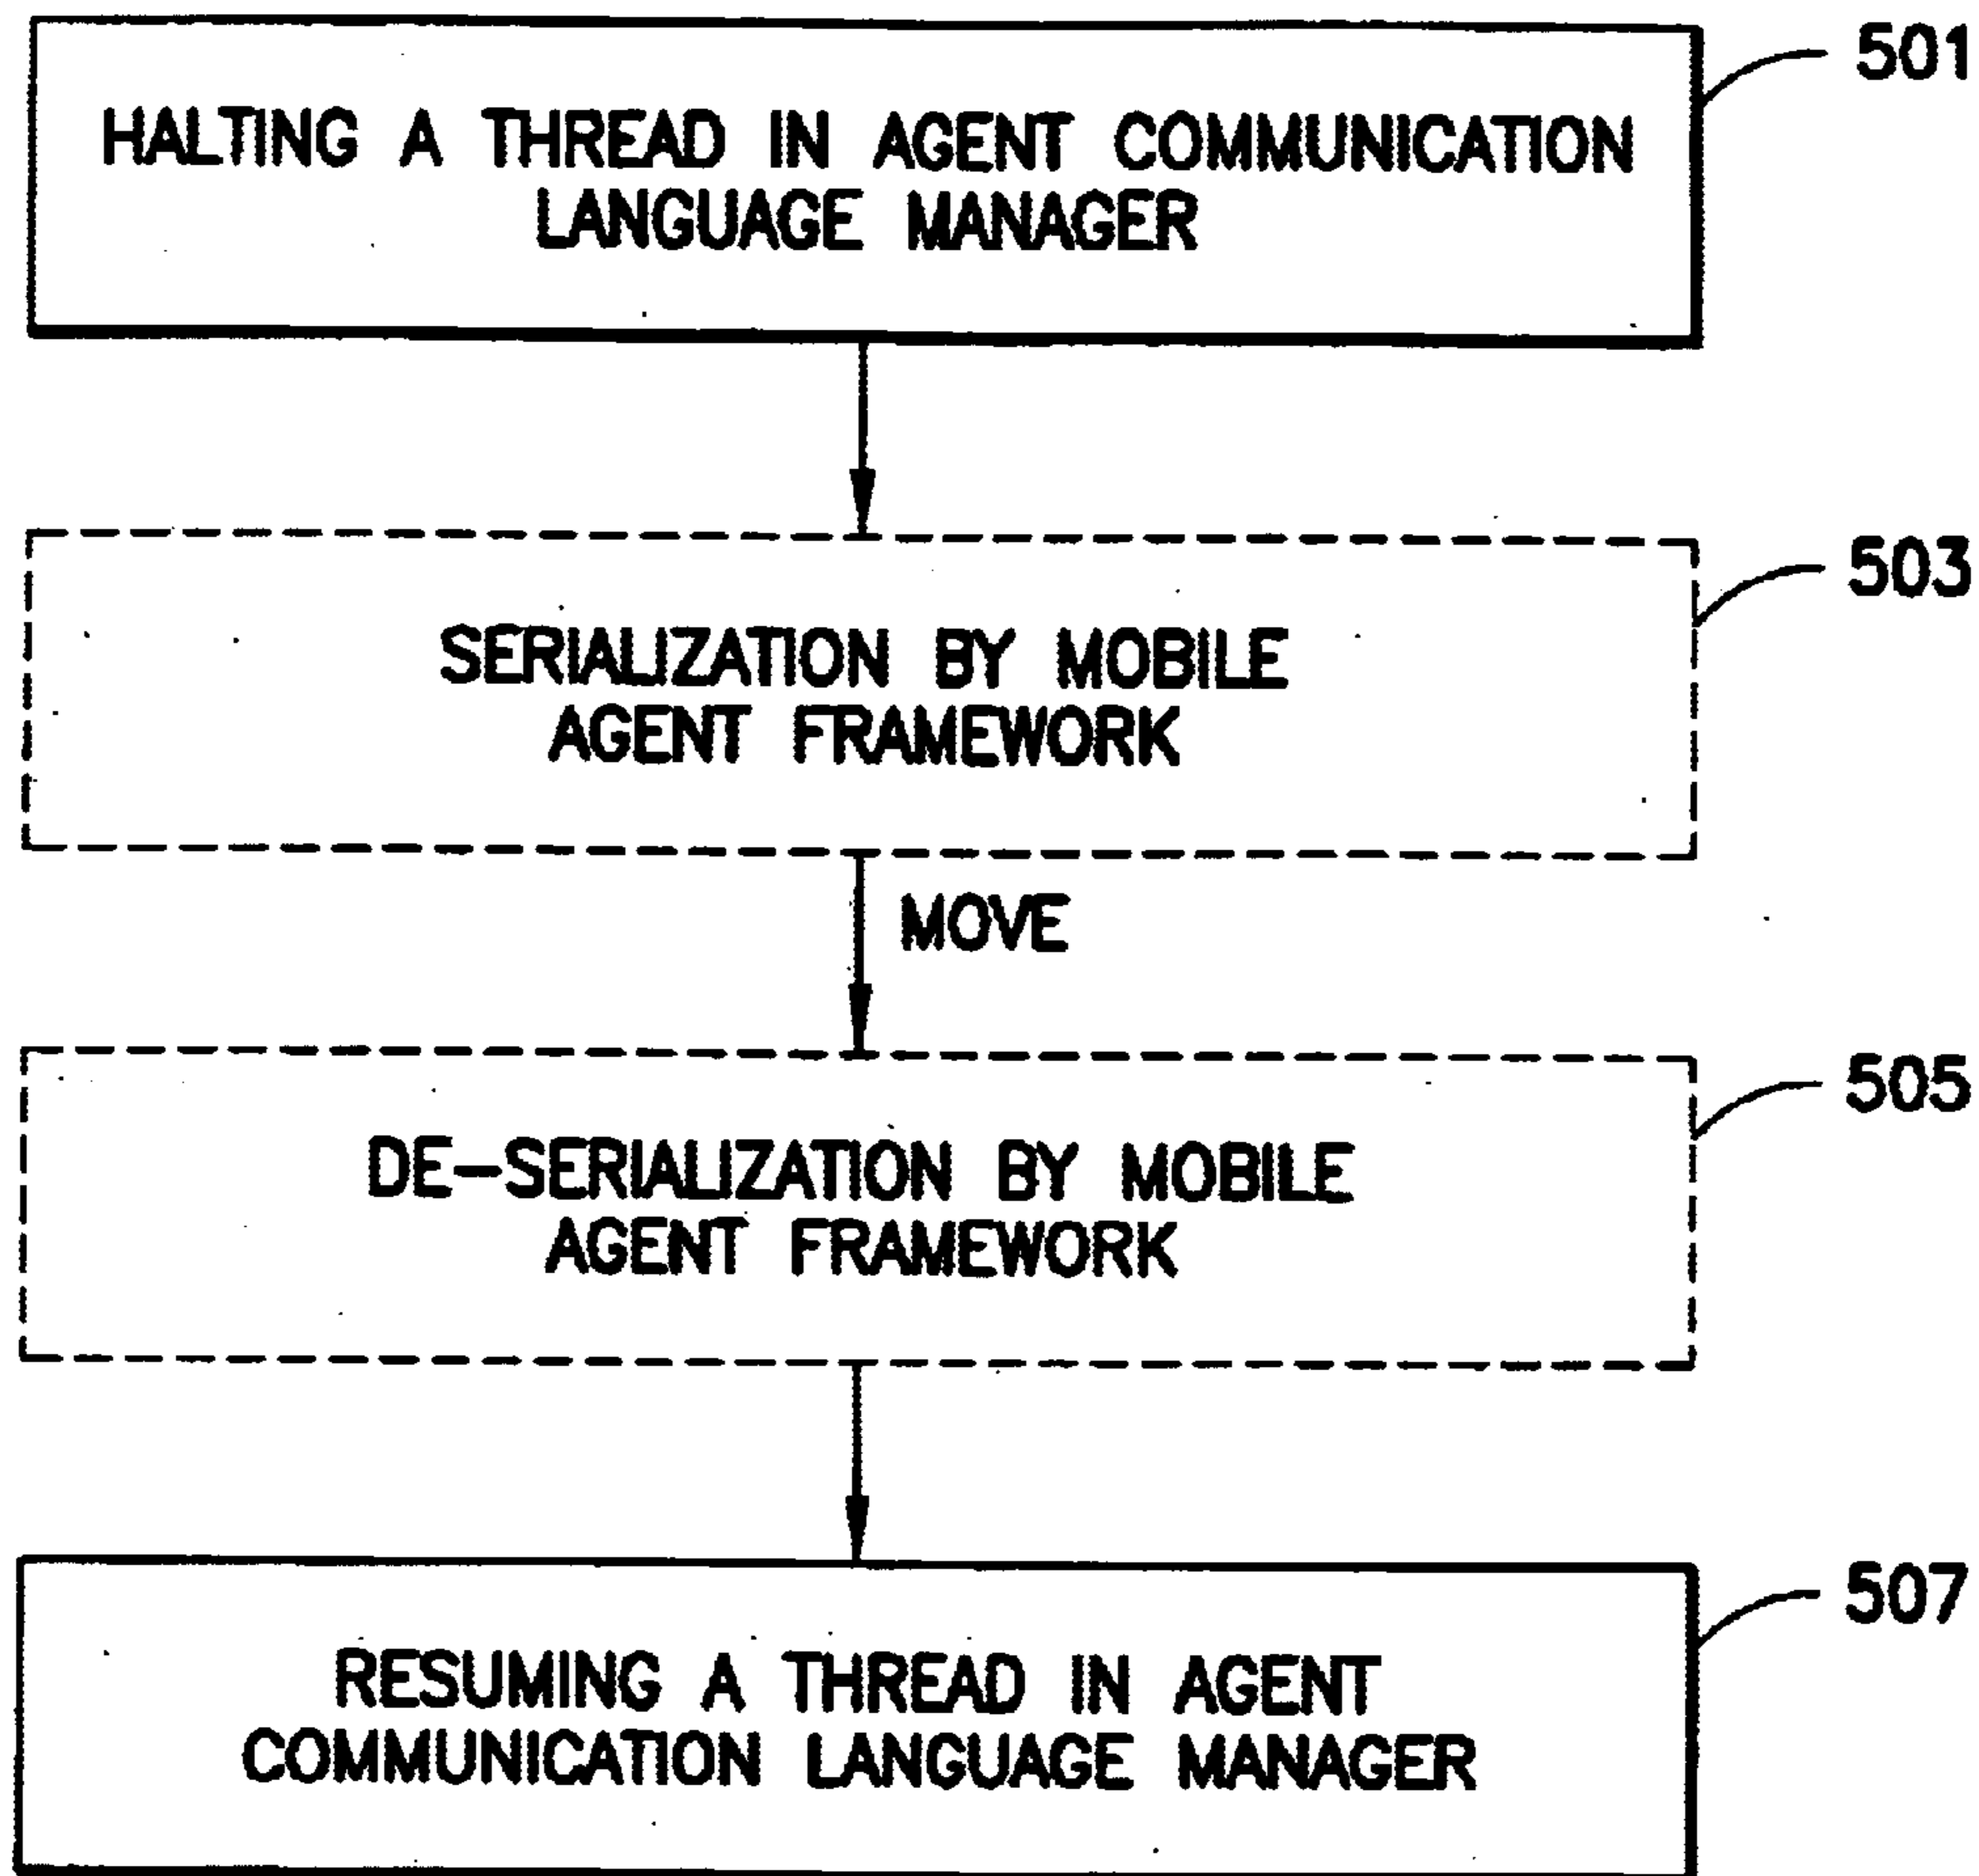 501
HALTING A THREAD IN AGENT COMMUNICATION
LANGUAGE MANAGER
503
SERIALIZATION BY MOBILE
AGENT FRAMEWORK
MOVE
505
DE-SERIALIZATION BY MOBILE
AGENT FRAMEWORK
507
RESUMING A THREAD IN AGENT
COMMUNICATION LANGUAGE MANAGER